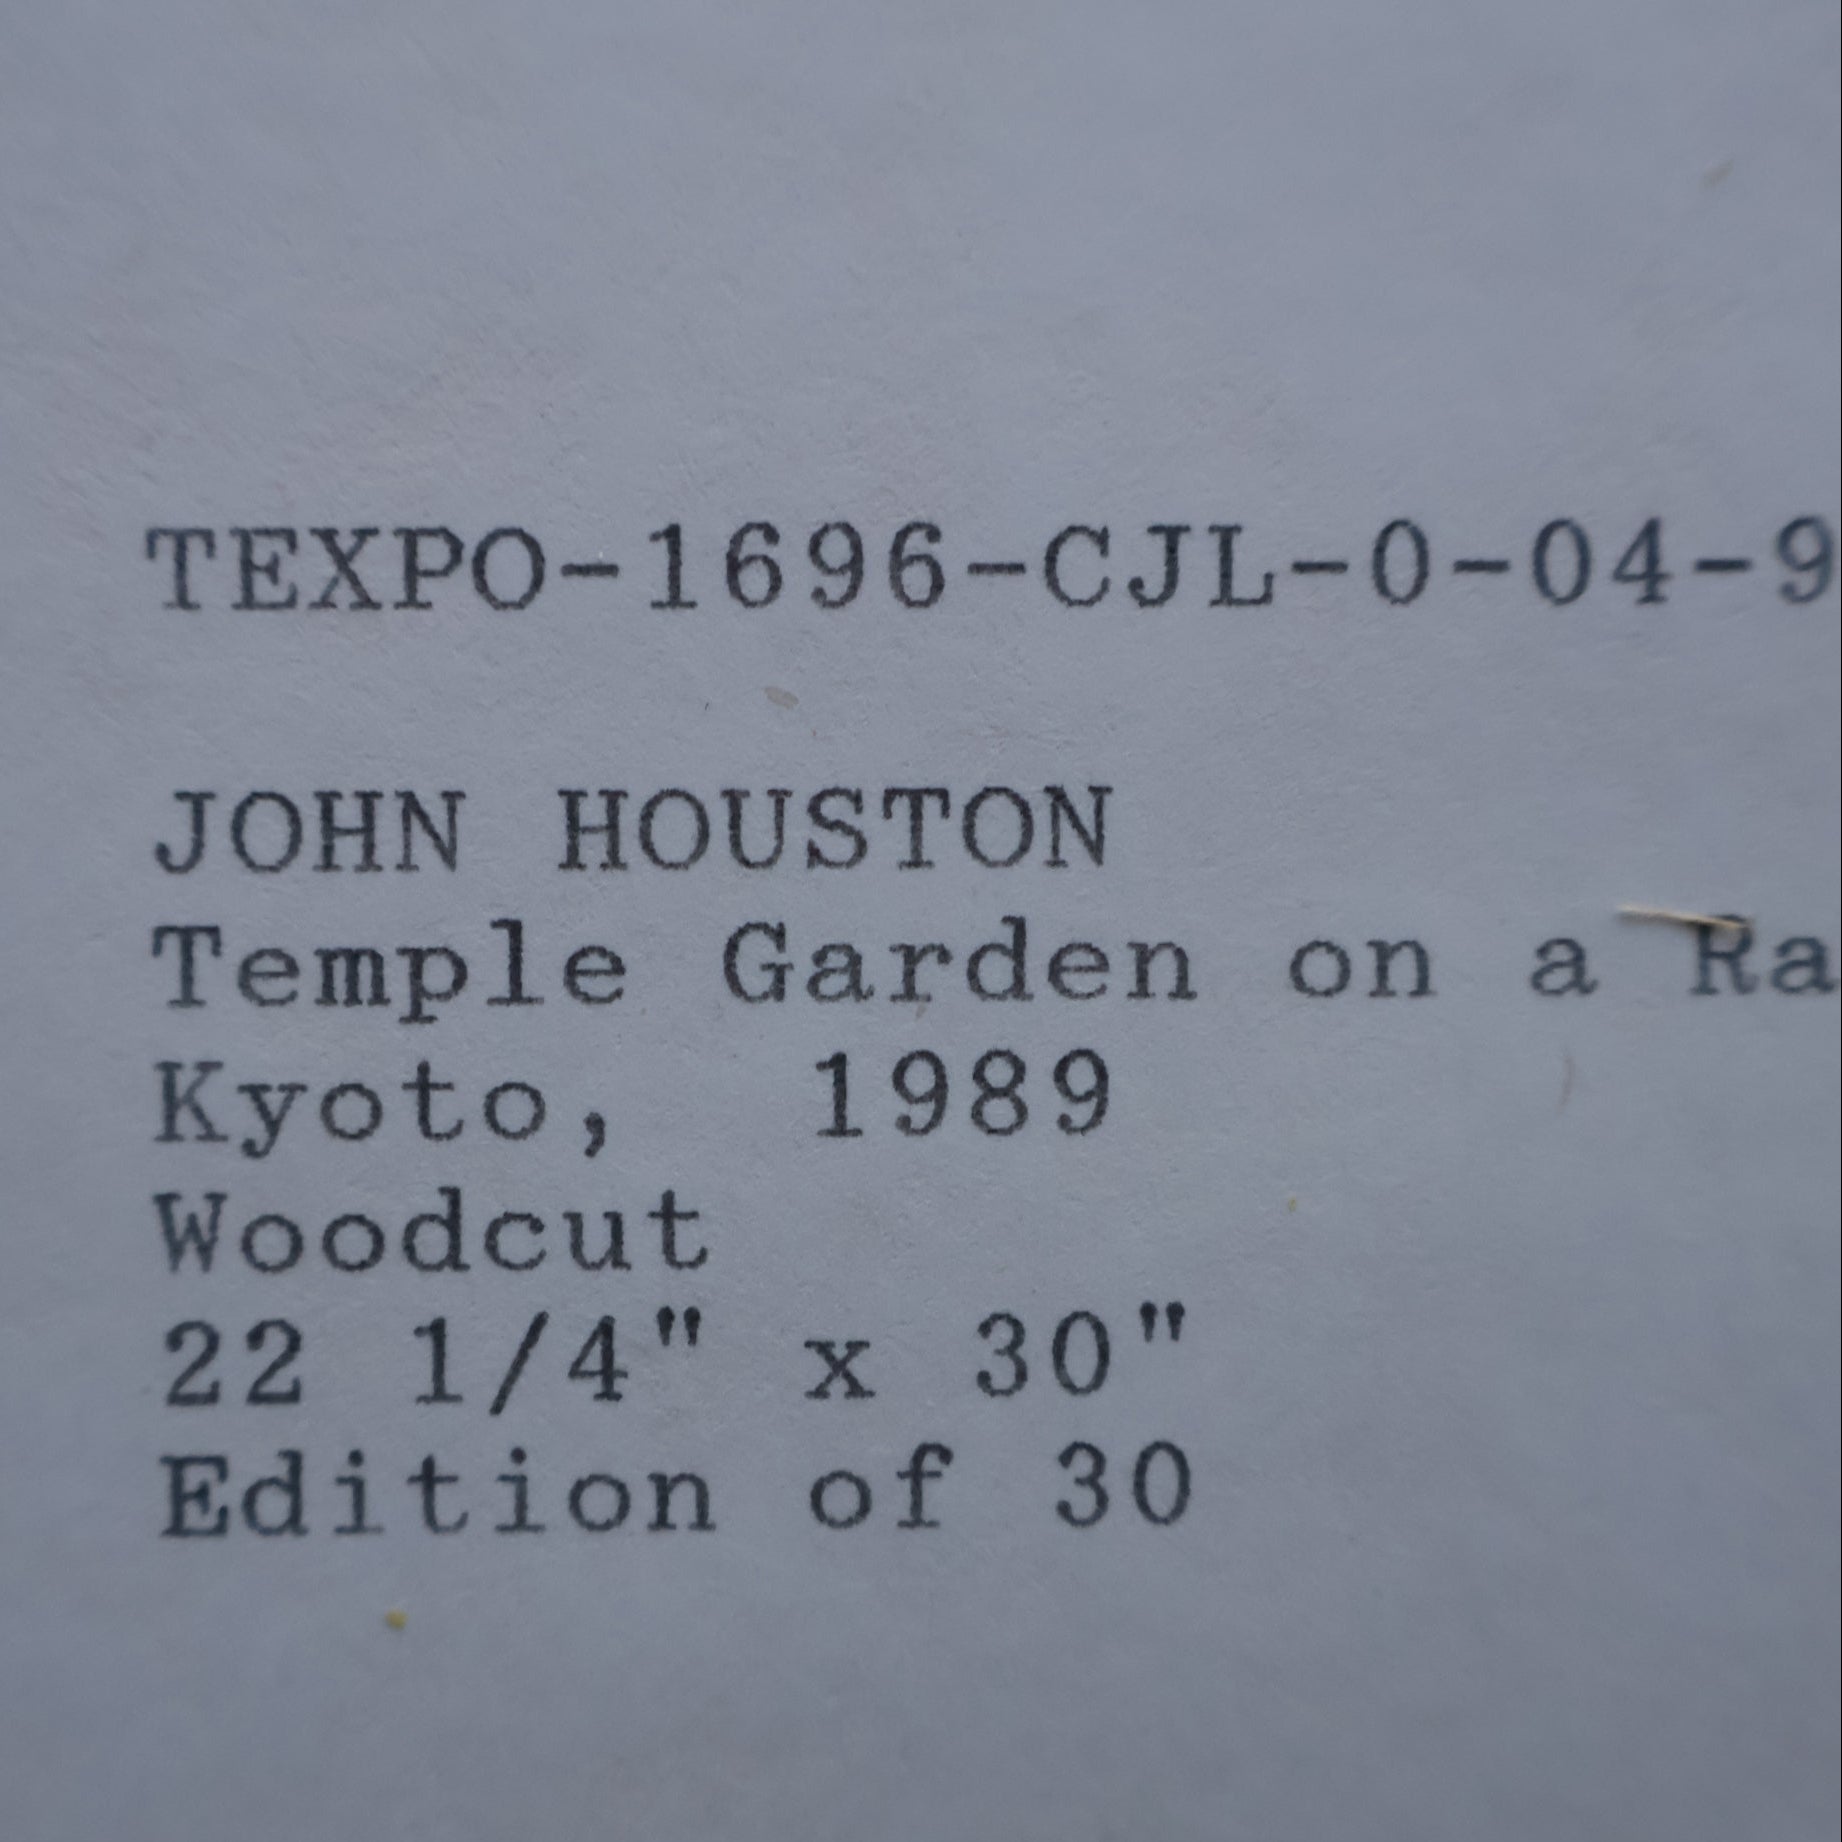 TEXPO-1696-CJL-0-04-9
JOHN HOUSTON
Temple Garden on a Ra
Kyoto,  1989
Woodcut
22 1/4" x 30"
Edition of 30